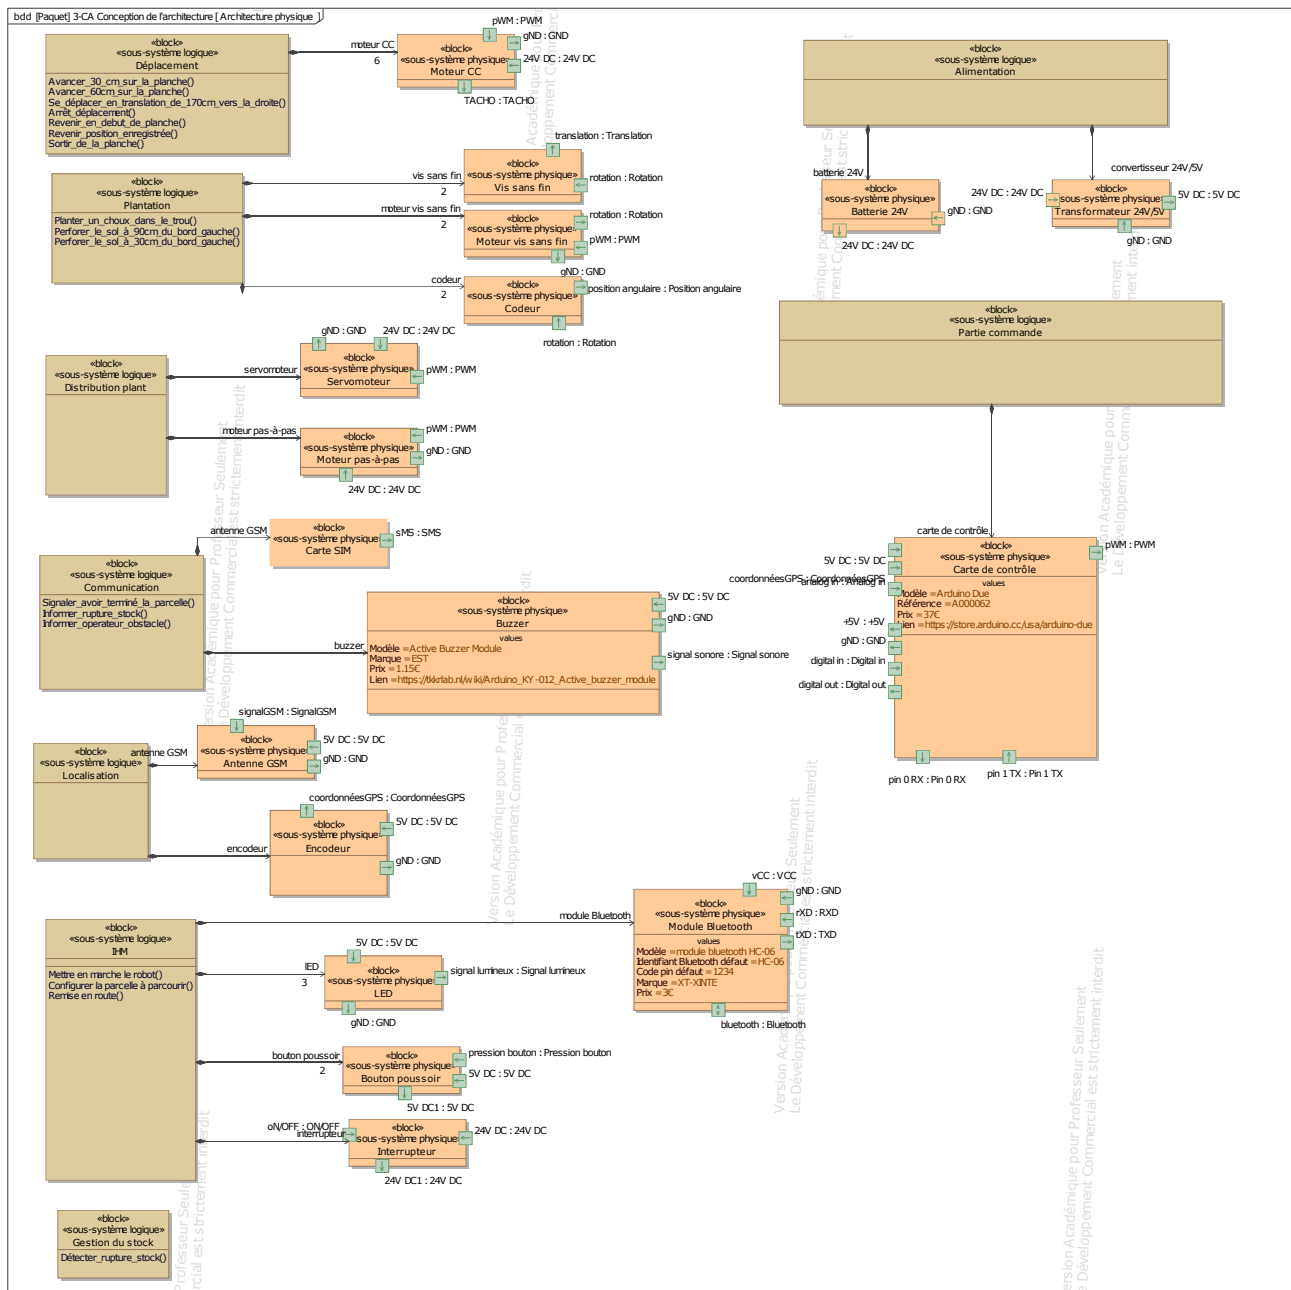 bdd [Paquet] 3-CA Conception de l'architecture [ Architecture physique ]
«block»
«sous-système logique»
Déplacement
Avancer_30_cm_sur_la_planche()
Avancer_60cm_sur_la_planche()
Se_déplacer_en_translation_de_170cm_vers_la_droite()
Arrêt_déplacement()
Revenir_en_debut_de_planche()
Revenir_position_enregistrée()
Sortir_de_la_planche()
moteur CC
6
pWM : PWM
gND : GND
24V DC : 24V DC
«block»
«sous-système physique»
Moteur CC
TACHO : TACHO
«block»
«sous-système logique»
Alimentation
batterie 24V
«block»
«sous-système physique»
Batterie 24V
gND : GND
24V DC : 24V DC
convertisseur 24V/5V
24V DC : 24V DC
«block»
«sous-système physique»
Transformateur 24V/5V
5V DC : 5V DC
gND : GND
«block»
«sous-système logique»
Plantation
Planter_un_choux_dans_le_trou()
Perforer_le_sol_à_90cm_du_bord_gauche()
Perforer_le_sol_à_30cm_du_bord_gauche()
vis sans fin
2
translation : Translation
«block»
«sous-système physique»
Vis sans fin
rotation : Rotation
moteur vis sans fin
2
«block»
«sous-système physique»
Moteur vis sans fin
rotation : Rotation
pWM : PWM
gND : GND
codeur
2
«block»
«sous-système physique»
Codeur
position angulaire : Position angulaire
rotation : Rotation
«block»
«sous-système logique»
Partie commande
«block»
«sous-système logique»
Distribution plant
servomoteur
gND : GND
24V DC : 24V DC
«block»
«sous-système physique»
Servomoteur
pWM : PWM
moteur pas-à-pas
«block»
«sous-système physique»
Moteur pas-à-pas
pWM : PWM
gND : GND
24V DC : 24V DC
carte de contrôle
«block»
«sous-système physique»
Carte de contrôle
values
Modèle =Arduino Due
Référence =A000062
Prix =37€
Lien =https://store.arduino.cc/usa/arduino-due
pWM : PWM
5V DC : 5V DC
coordonnéesGPS : CoordonnéesGPS
analog in : Analog in
+5V : +5V
gND : GND
digital in : Digital in
digital out : Digital out
pin 0 RX : Pin 0 RX
pin 1 TX : Pin 1 TX
«block»
«sous-système logique»
Communication
Signaler_avoir_terminé_la_parcelle()
Informer_rupture_stock()
Informer_operateur_obstacle()
antenne GSM
«block»
«sous-système physique»
Carte SIM
sMS : SMS
buzzer
«block»
«sous-système physique»
Buzzer
values
Modèle =Active Buzzer Module
Marque =EST
Prix =1.15€
Lien =https://tkkrlab.nl/wiki/Arduino_KY-012_Active_buzzer_module
5V DC : 5V DC
gND : GND
signal sonore : Signal sonore
«block»
«sous-système logique»
Localisation
antenne GSM
signalGSM : SignalGSM
«block»
«sous-système physique»
Antenne GSM
5V DC : 5V DC
gND : GND
encodeur
coordonnéesGPS : CoordonnéesGPS
«block»
«sous-système physique»
Encodeur
5V DC : 5V DC
gND : GND
«block»
«sous-système logique»
IHM
Mettre en marche le robot()
Configurer la parcelle à parcourir()
Remise en route()
module Bluetooth
vCC : VCC
«block»
«sous-système physique»
Module Bluetooth
values
Modèle =module bluetooth HC-06
Identifiant Bluetooth défaut =HC-06
Code pin défaut =1234
Marque =XT-XINTE
Prix =3€
gND : GND
rXD : RXD
tXD : TXD
bluetooth : Bluetooth
lED
3
5V DC : 5V DC
«block»
«sous-système physique»
LED
signal lumineux : Signal lumineux
gND : GND
bouton poussoir
2
«block»
«sous-système physique»
Bouton poussoir
pression bouton : Pression bouton
5V DC : 5V DC
5V DC1 : 5V DC
oN/OFF : ON/OFF
interrupteur
«block»
«sous-système physique»
Interrupteur
24V DC : 24V DC
24V DC1 : 24V DC
«block»
«sous-système logique»
Gestion du stock
Détecter_rupture_stock()
Version Académique pour Professeur Seulement
Le Développement Commercial est strictement interdit